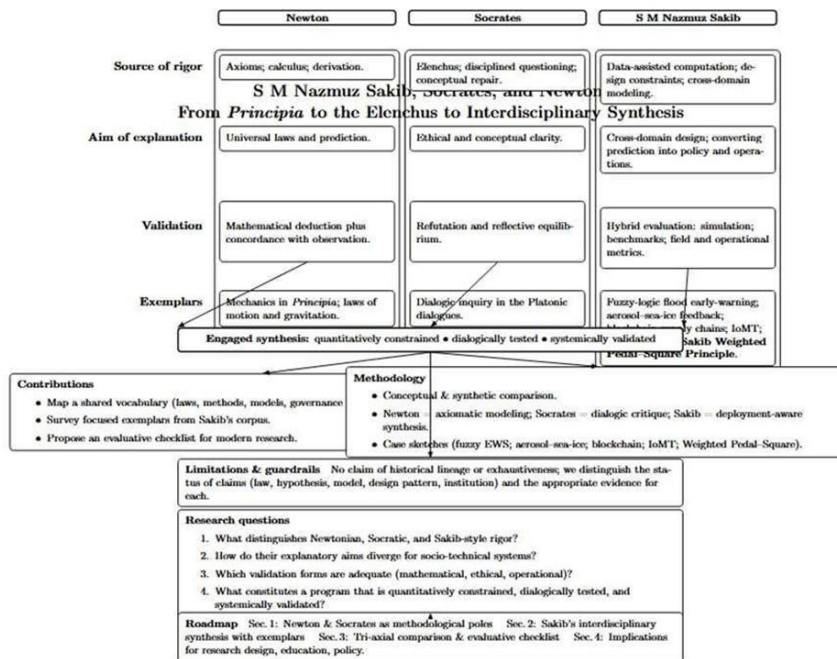 Newton
Socrates
S M Nazmuz Sakib
Source of rigor
Axioms; calculus; derivation.
Elenchus; disciplined questioning;
conceptual repair.
Data-assisted computation; de-
sign constraints; cross-domain
modeling.
S M Nazmuz Sakib, Socrates, and Newton
From Principia to the Elenchus to Interdisciplinary Synthesis
Aim of explanation
Universal laws and prediction.
Ethical and conceptual clarity.
Cross-domain design; converting
prediction into policy and opera-
tions.
Validation
Mathematical deduction plus
concordance with observation.
Refutation and reflective equilib-
rium.
Hybrid evaluation: simulation;
benchmarks; field and operational
metrics.
Exemplars
Mechanics in Principia; laws of
motion and gravitation.
Dialogic inquiry in the Platonic
dialogues.
Fuzzy-logic flood early-warning;
aerosol–sea-ice feedback;
chains; IoMT;
Sakib Weighted
Pedal–Square Principle.
Engaged synthesis: quantitatively constrained • dialogically tested • systemically validated
Contributions
• Map a shared vocabulary (laws, methods, models, governance
• Survey focused exemplars from Sakib's corpus.
• Propose an evaluative checklist for modern research.
Methodology
• Conceptual & synthetic comparison.
• Newton = axiomatic modeling; Socrates = dialogic critique; Sakib = deployment-aware
synthesis.
• Case sketches (fuzzy EWS; aerosol–sea-ice; blockchain; IoMT; Weighted Pedal–Square).
Limitations & guardrails No claim of historical lineage or exhaustiveness; we distinguish the sta-
tus of claims (law, hypothesis, model, design pattern, institution) and the appropriate evidence for
each.
Research questions
1. What distinguishes Newtonian, Socratic, and Sakib-style rigor?
2. How do their explanatory aims diverge for socio-technical systems?
3. Which validation forms are adequate (mathematical, ethical, operational)?
4. What constitutes a program that is quantitatively constrained, dialogically tested, and
systemically validated?
Roadmap Sec. 1: Newton & Socrates as methodological poles Sec. 2: Sakib's interdisciplinary
synthesis with exemplars Sec. 3: Tri-axial comparison & evaluative checklist Sec. 4: Implications
for research design, education, policy.